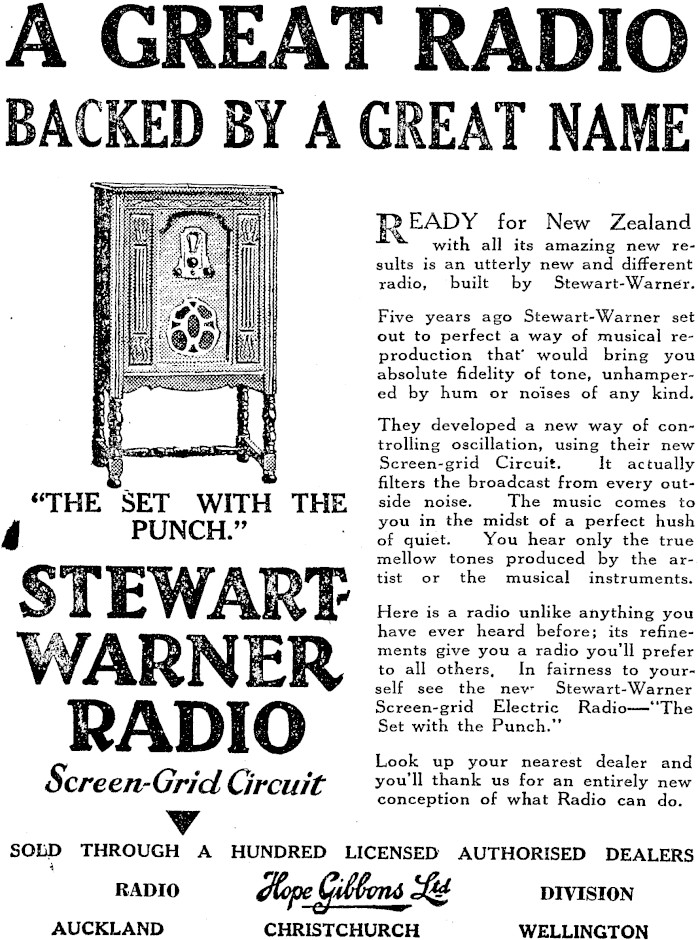 A GREAT RADIO
BACKED BY A GREAT NAME
"THE SET WITH THE
PUNCH."
STEWART-
WARNER
RADIO
Screen-Grid Circuit
READY for New Zealand
with all its amazing new re-
sults is an utterly new and different
radio, built by Stewart-Warner.
Five years ago Stewart-Warner set
out to perfect a way of musical re-
production that would bring you
absolute fidelity of tone, unhamper-
ed by hum or noises of any kind.
They developed a new way of con-
trolling oscillation, using their new
Screen-grid Circuit. It actually
filters the broadcast from every out-
side noise. The music comes to
you in the midst of a perfect hush
of quiet. You hear only the true
mellow tones produced by the ar-
tist or the musical instruments.
Here is a radio unlike anything you
have ever heard before; its refine-
ments give you a radio you'll prefer
to all others. In fairness to your-
self see the new Stewart-Warner
Screen-grid Electric Radio—"The
Set with the Punch."
Look up your nearest dealer and
you'll thank us for an entirely new
conception of what Radio can do.
SOLD THROUGH A HUNDRED LICENSED AUTHORISED DEALERS
RADIO Hope Gibbons Ltd DIVISION
AUCKLAND CHRISTCHURCH WELLINGTON